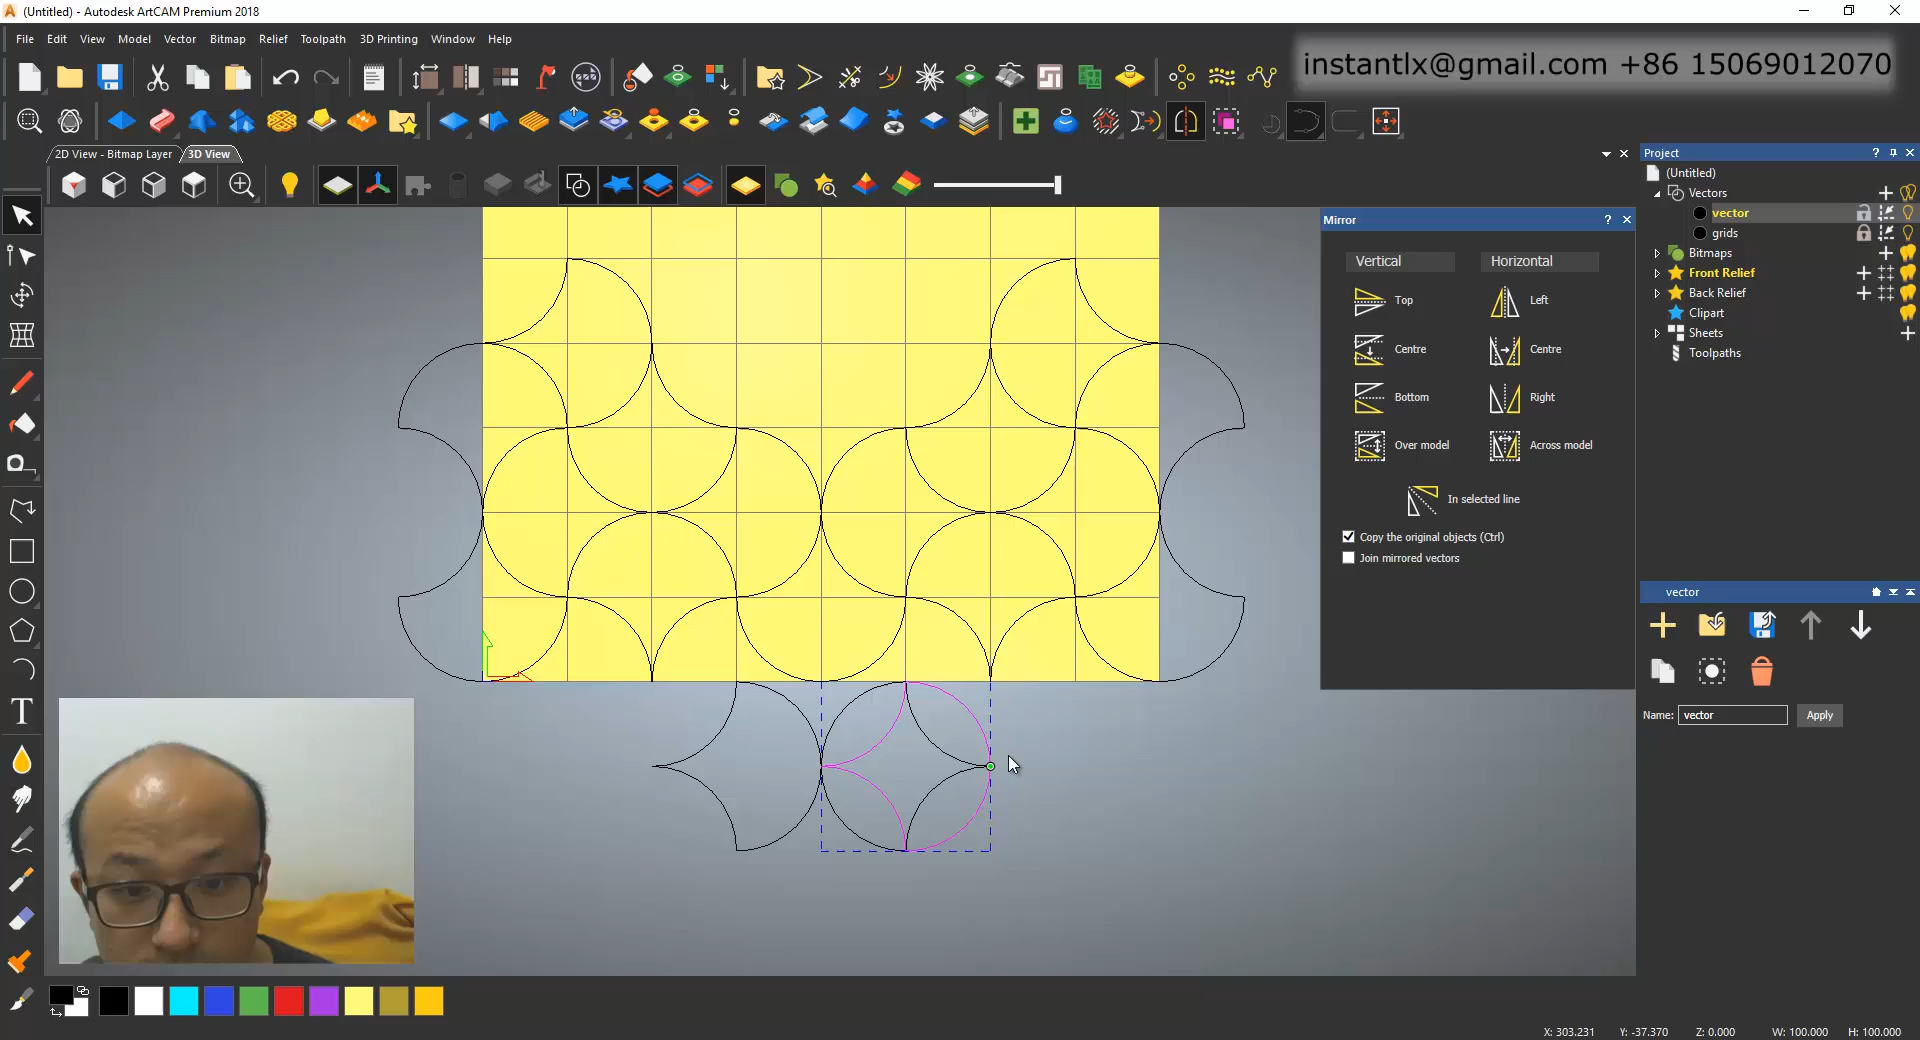 (Untitled) - Autodesk ArtCAM Premium 2018
File Edit View Model Vector Bitmap Relief Toolpath 3D Printing Window Help
instantlx@gmail.com +86 15069012070
2D View - Bitmap Layer 3D View
Project
(Untitled)
Vectors
vector
grids
Bitmaps
Front Relief
Back Relief
Clipart
Sheets
Toolpaths
Mirror
Vertical Horizontal
Top Left
Centre Centre
Bottom Right
Over model Across model
In selected line
Copy the original objects (Ctrl)
Join mirrored vectors
vector
Name: vector Apply
X: 303.231 Y: -37.370 Z: 0.000 W: 100.000 H: 100.000